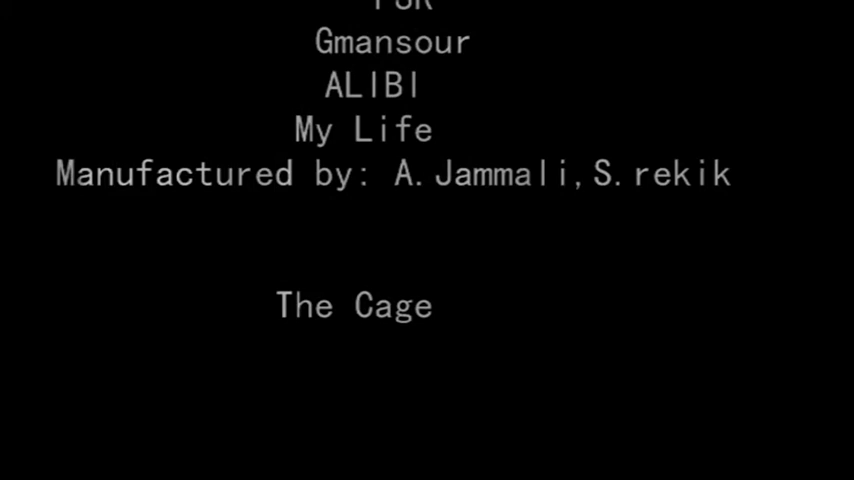 Gmansour
ALIBI
My Life
Manufactured by: A.Jammali,S.rekik
The Cage